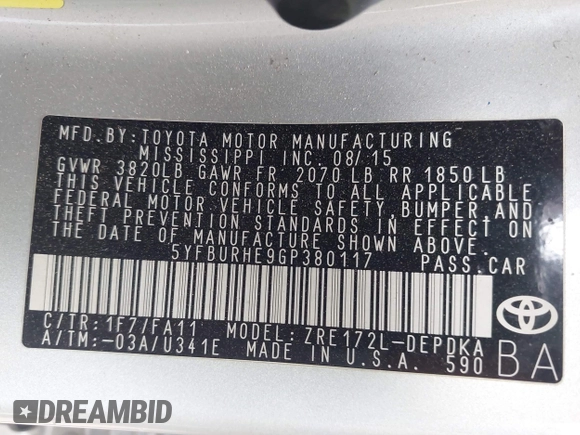 MFD.BY:TOYOTA MOTOR MANUFACTURING
MISSISSIPPI INC. 08/15
GVWR 3820LB GAWR FR 2070 LB RR 1850 LB
THIS VEHICLE CONFORMS TO ALL APPLICABLE
FEDERAL MOTOR VEHICLE SAFETY, BUMPER, AND
THEFT PREVENTION STANDARDS IN EFFECT ON
THE DATE OF MANUFACTURE SHOWN ABOVE.
5YFBURHE9GP380117 PASS.CAR
C/TR:1F7/FA11 MODEL: ZRE172L-DEPDKA
A/TM:-03A/U341E MADE IN U.S.A. 590
BA
DREAMBID